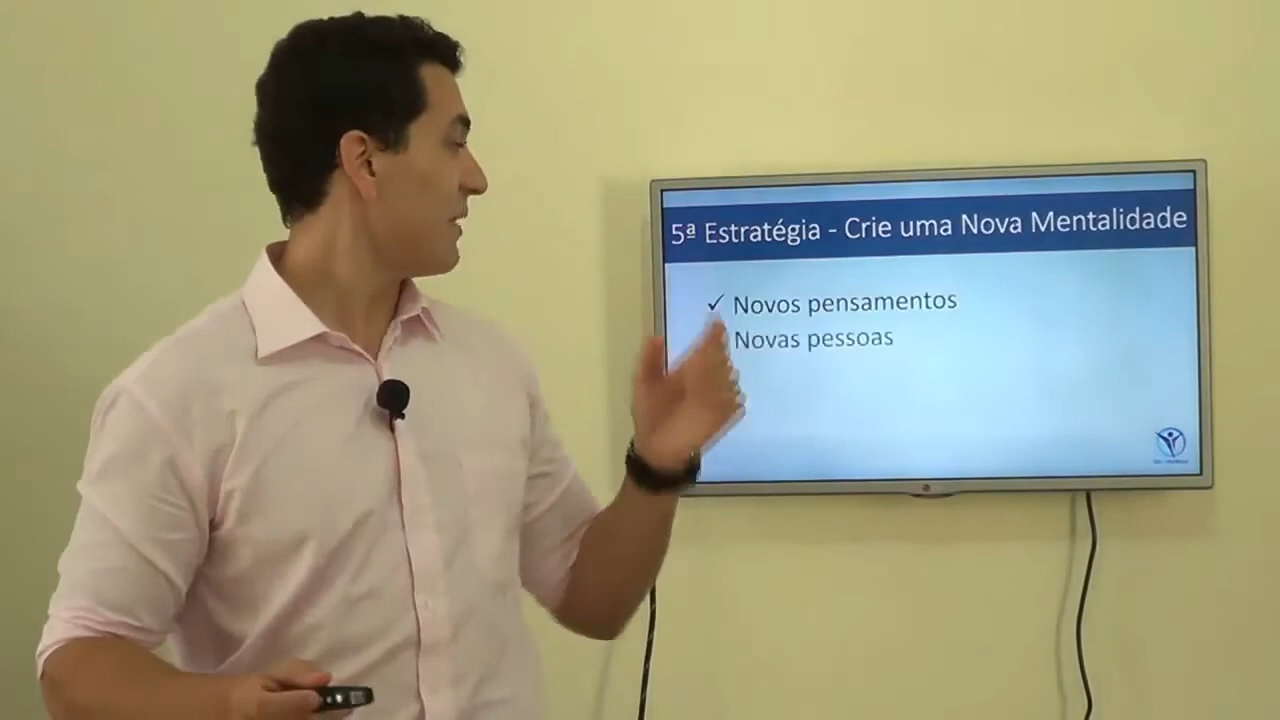 5ª Estratégia - Crie uma Nova Mentalidade
✓ Novos pensamentos
Novas pessoas